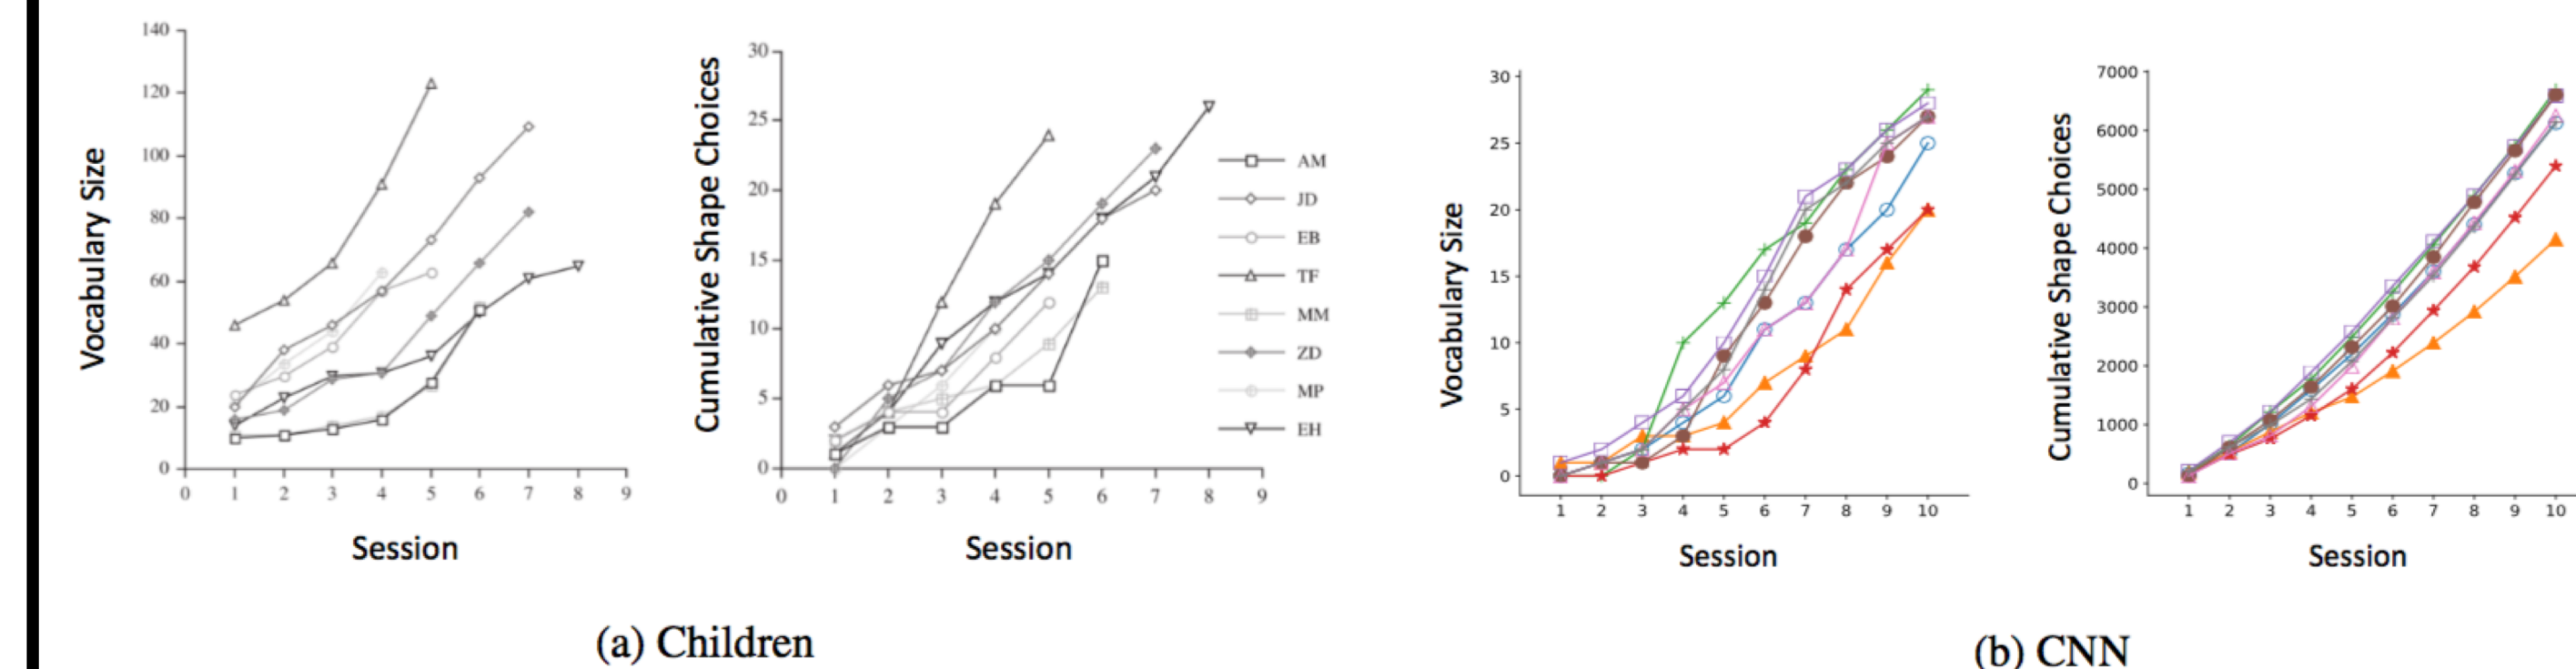 Vocabulary Size
140
120
100
80
60
40
20
0
0 1 2 3 4 5 6 7 8 9
Session
Cumulative Shape Choices
30
25
20
15
10
5
0
0 1 2 3 4 5 6 7 8 9
Session
AM
JD
EB
TF
MM
ZD
MP
EH
(a) Children
Vocabulary Size
30
25
20
15
10
5
0
1 2 3 4 5 6 7 8 9 10
Session
Cumulative Shape Choices
7000
6000
5000
4000
3000
2000
1000
0
1 2 3 4 5 6 7 8 9 10
Session
(b) CNN